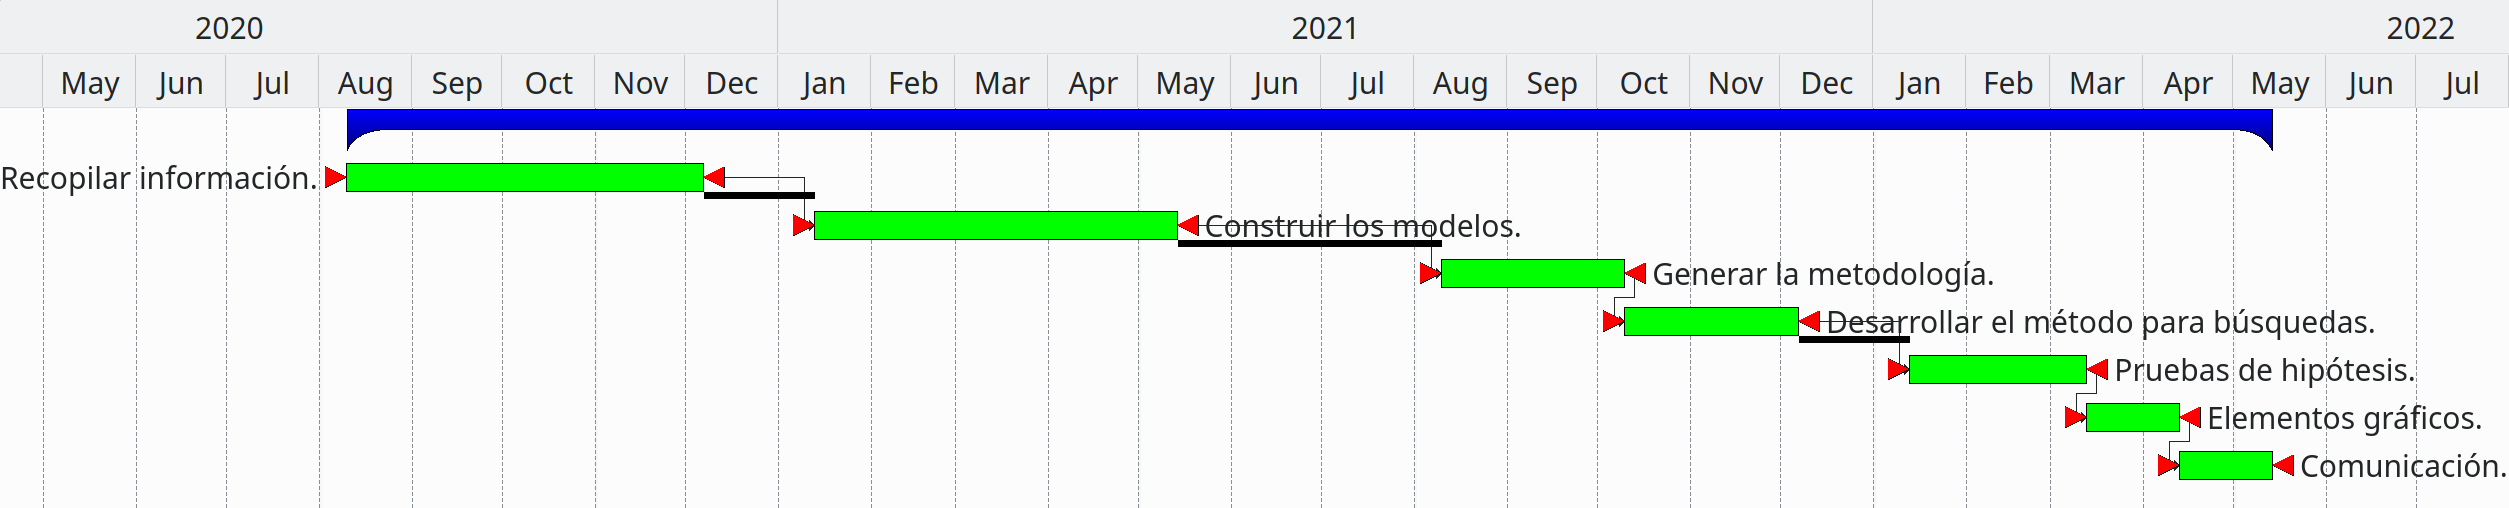 2020 2021 2022
May Jun Jul Aug Sep Oct Nov Dec Jan Feb Mar Apr May Jun Jul Aug Sep Oct Nov Dec Jan Feb Mar Apr May Jun Jul
Recopilar información.
Construir los modelos.
Generar la metodología.
Desarrollar el método para búsquedas.
Pruebas de hipótesis.
Elementos gráficos.
Comunicación.